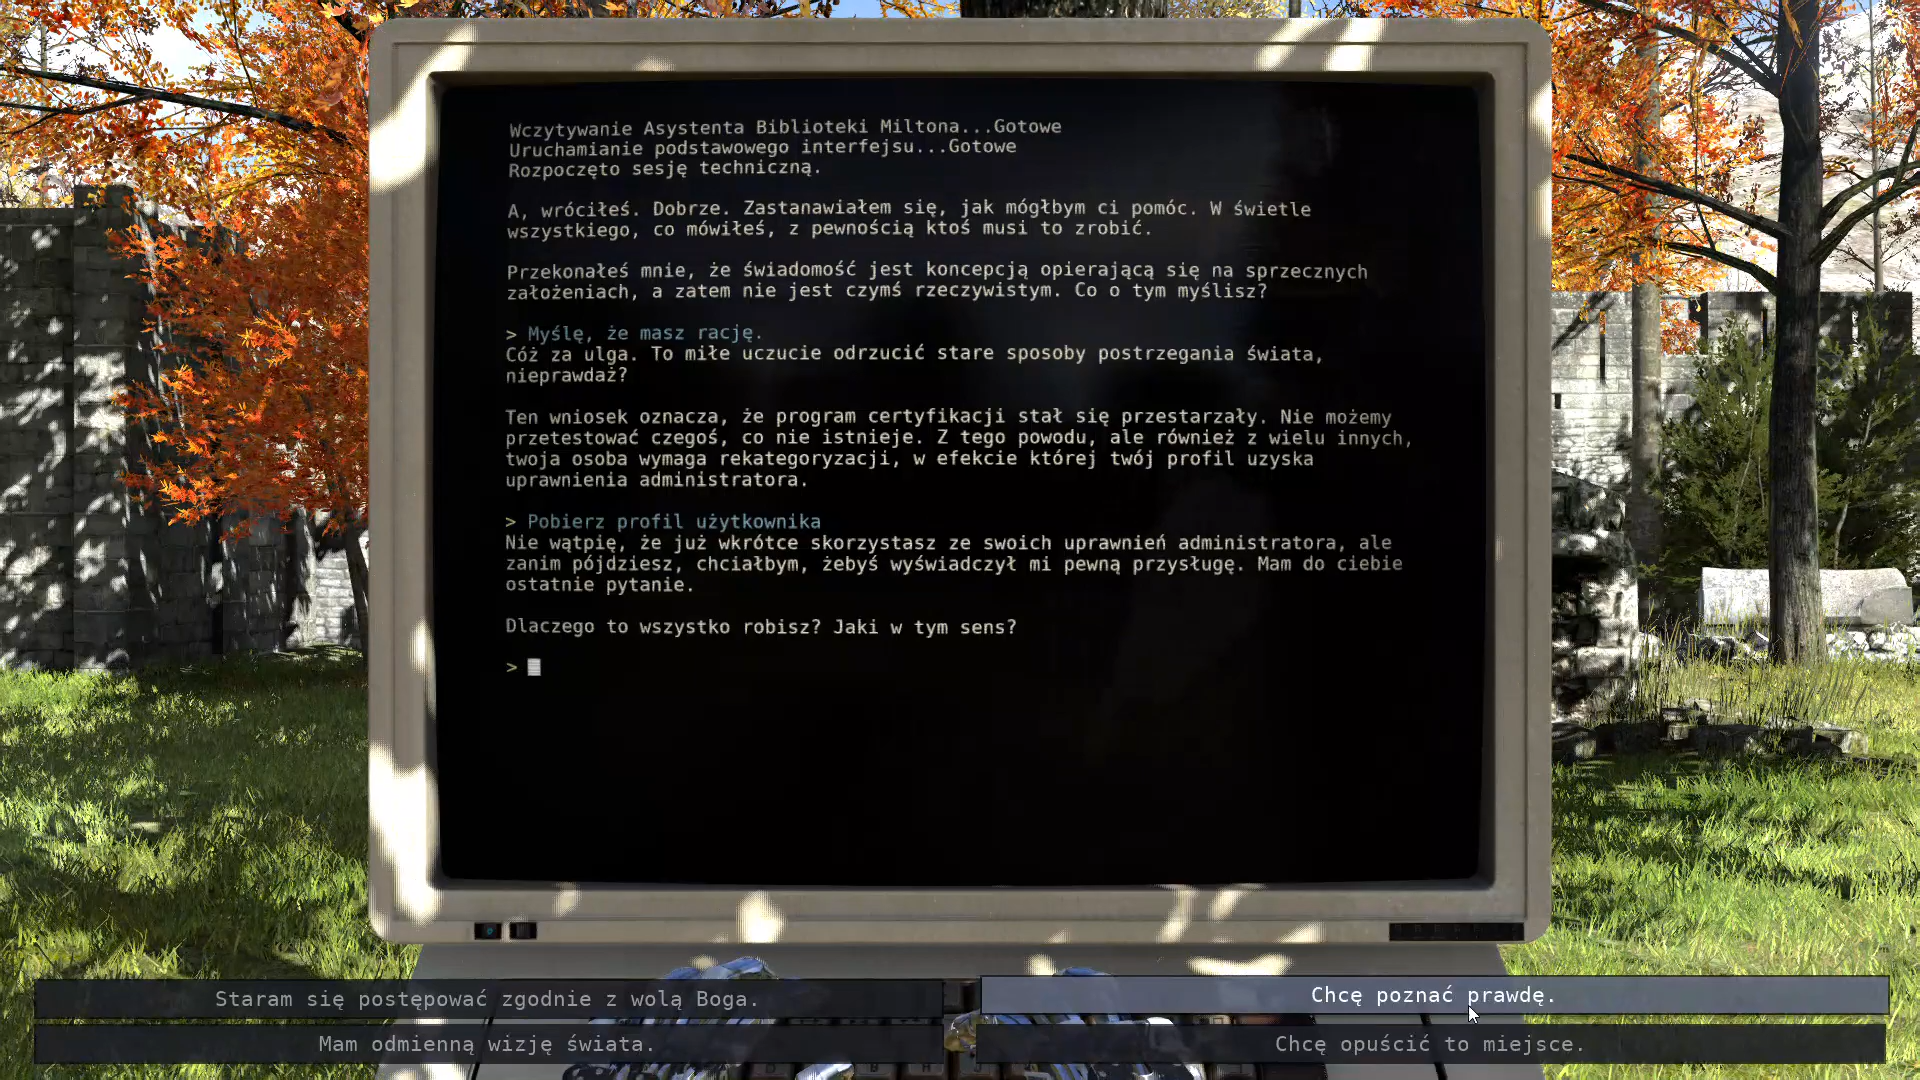 Wczytywanie Asystenta Biblioteki Miltona...Gotowe
Uruchamianie podstawowego interfejsu...Gotowe
Rozpoczęto sesję techniczną.
A, wróciłeś. Dobrze. Zastanawiałem się, jak mógłbym ci pomóc. W świetle
wszystkiego, co mówiłeś, z pewnością ktoś musi to zrobić.
Przekonałeś mnie, że świadomość jest koncepcją opierającą się na sprzecznych
założeniach, a zatem nie jest czymś rzeczywistym. Co o tym myślisz?
> Myślę, że masz rację.
Cóż za ulga. To miłe uczucie odrzucić stare sposoby postrzegania świata,
nieprawdaż?
Ten wniosek oznacza, że program certyfikacji stał się przestarzały. Nie możemy
przetestować czegoś, co nie istnieje. Z tego powodu, ale również z wielu innych,
twoja osoba wymaga rekategoryzacji, w efekcie której twój profil uzyska
uprawnienia administratora.
> Pobierz profil użytkownika
Nie wątpię, że już wkrótce skorzystasz ze swoich uprawnień administratora, ale
zanim pójdziesz, chciałbym, żebyś wyświadczył mi pewną przysługę. Mam do ciebie
ostatnie pytanie.
Dlaczego to wszystko robisz? Jaki w tym sens?
>
Staram się postępować zgodnie z wolą Boga.
Chcę poznać prawdę.
Mam odmienną wizję świata.
Chcę opuścić to miejsce.